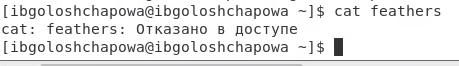 [ibgoloshchapowa@ibgoloshchapowa ~]$ cat feathers
cat: feathers: Отказано в доступе
[ibgoloshchapowa@ibgoloshchapowa ~]$